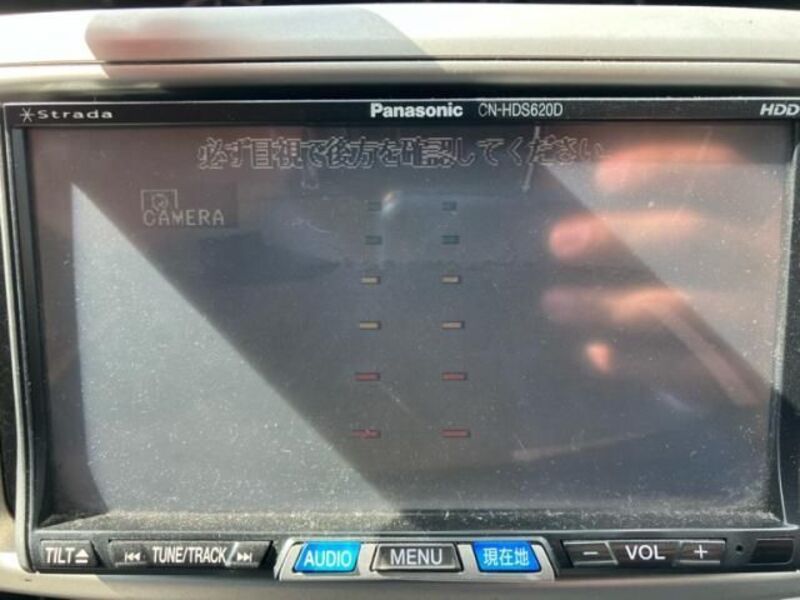 Strada Panasonic CN-HDS620D HDD
必ず目視で後方を確認してください
CAMERA
TILT TUNE/TRACK AUDIO MENU 現在地 - VOL +